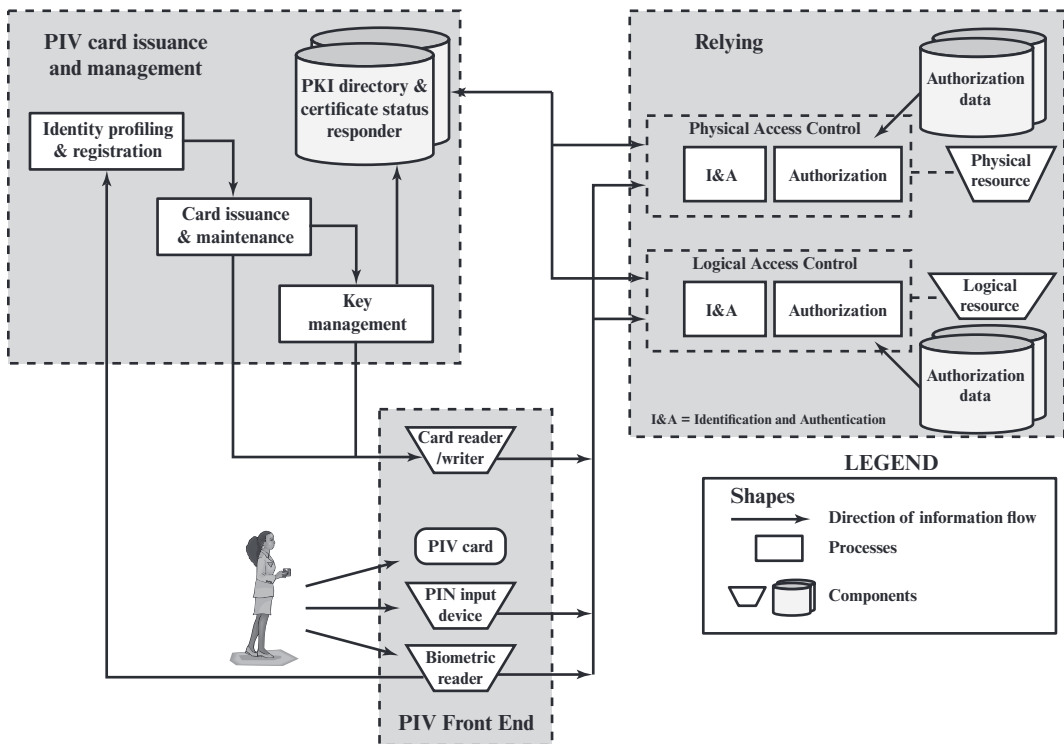 PIV card issuance
and management
PKI directory &
certificate status
responder
Identity profiling
& registration
Card issuance
& maintenance
Key
management
Relying
Authorization
data
Physical Access Control
I&A
Authorization
Physical
resource
Logical Access Control
I&A
Authorization
Logical
resource
Authorization
data
I&A = Identification and Authentication
Card reader
/writer
PIV card
PIN input
device
Biometric
reader
PIV Front End
LEGEND
Shapes
Direction of information flow
Processes
Components